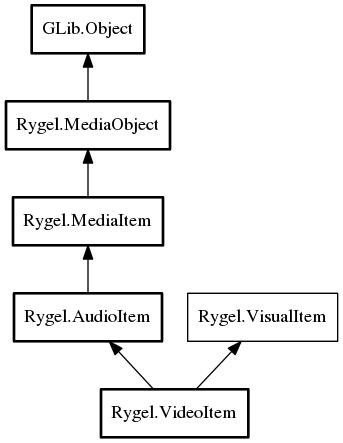 GLib.Object
Rygel.MediaObject
Rygel.MediaItem
Rygel.AudioItem
Rygel.VisualItem
Rygel.VideoItem